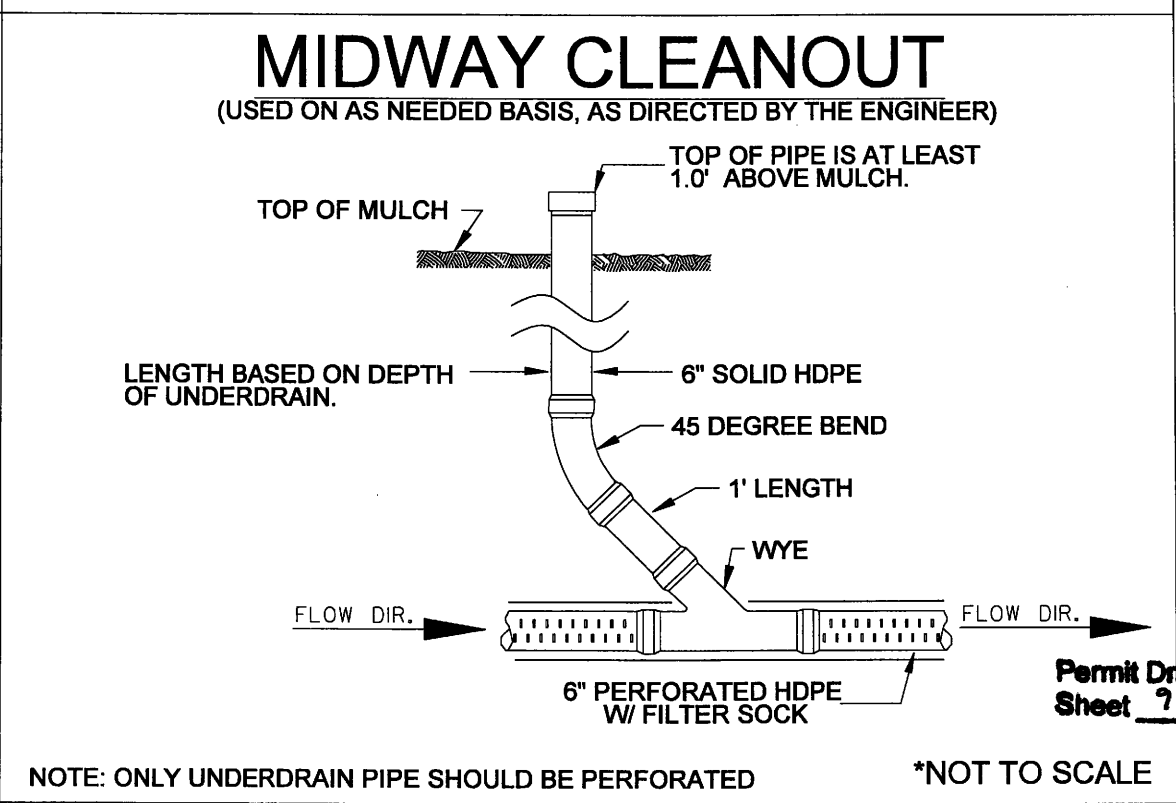 MIDWAY CLEANOUT
(USED ON AS NEEDED BASIS, AS DIRECTED BY THE ENGINEER)
TOP OF PIPE IS AT LEAST
1.0' ABOVE MULCH.
TOP OF MULCH
LENGTH BASED ON DEPTH
OF UNDERDRAIN.
6" SOLID HDPE
45 DEGREE BEND
1' LENGTH
WYE
FLOW DIR.
FLOW DIR.
6" PERFORATED HDPE
W/ FILTER SOCK
Permit
Sheet 9
NOTE: ONLY UNDERDRAIN PIPE SHOULD BE PERFORATED
*NOT TO SCALE